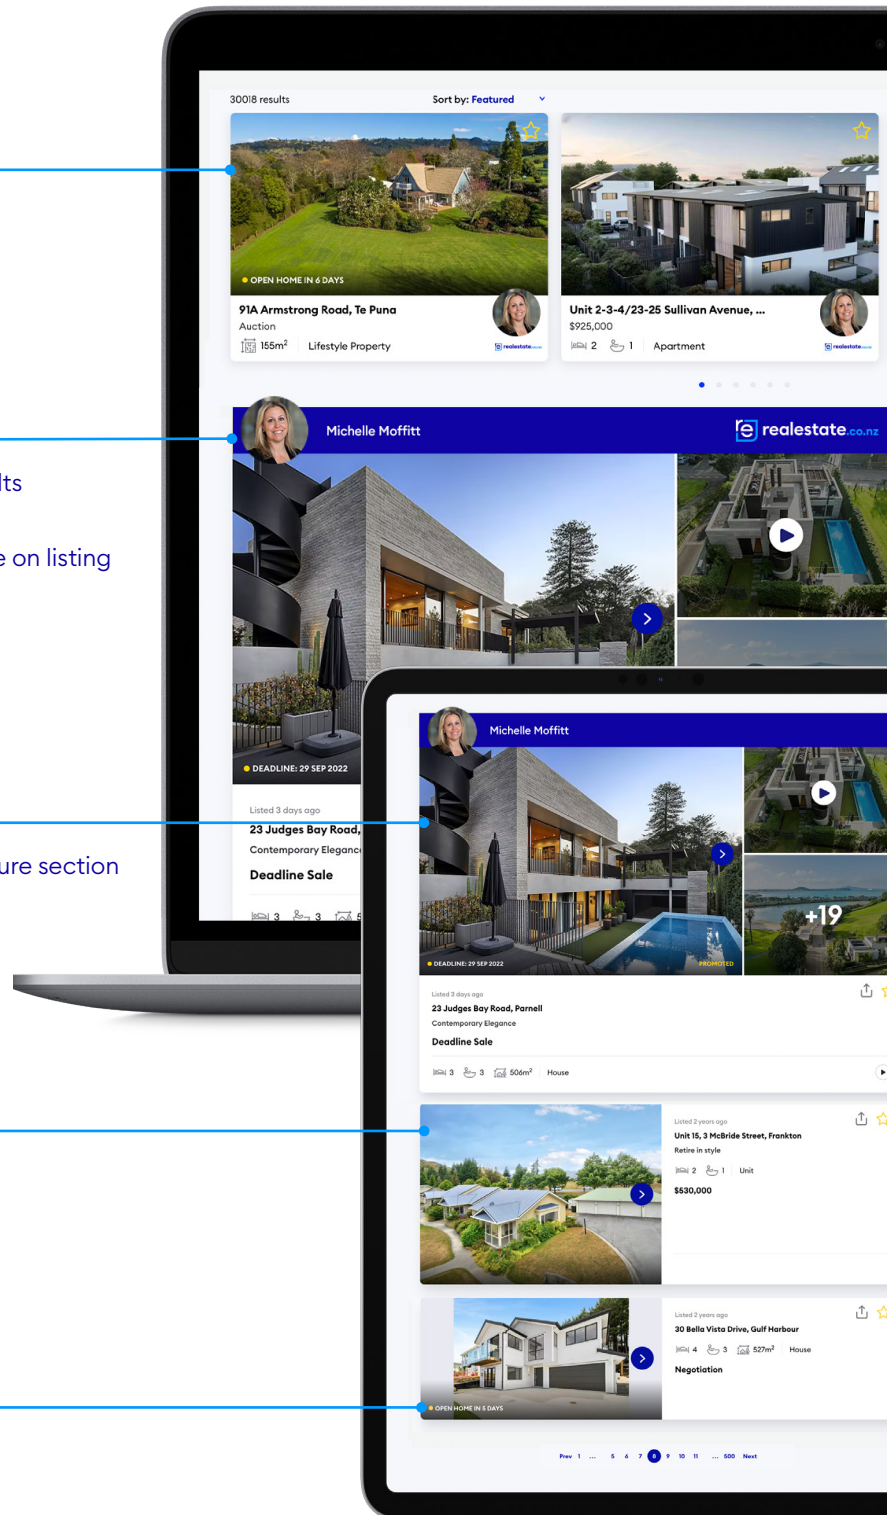 30018 results
Sort by: Featured
OPEN HOME IN 6 DAYS
91A Armstrong Road, Te Puna
Auction
155m² Lifestyle Property
realestate.co.nz
Unit 2-3-4/23-25 Sullivan Avenue, ...
$925,000
2 1 Apartment
realestate.co.nz
Michelle Moffitt
realestate.co.nz
lts
e on listing
DEADLINE: 29 SEP 2022
Listed 3 days ago
23 Judges Bay Road,
Contemporary Eleganc
Deadline Sale
3 3 5
ure section
Michelle Moffitt
+19
DEADLINE: 29 SEP 2022
PROMOTED
Listed 3 days ago
23 Judges Bay Road, Parnell
Contemporary Elegance
Deadline Sale
3 3 506m² House
Listed 2 years ago
Unit 15, 3 McBride Street, Frankton
Retire in style
2 1 Unit
$530,000
OPEN HOME IN 5 DAYS
Listed 2 years ago
30 Bella Vista Drive, Gulf Harbour
4 3 527m² House
Negotiation
Prev 1 ... 5 6 7 8 9 10 11 ... 500 Next